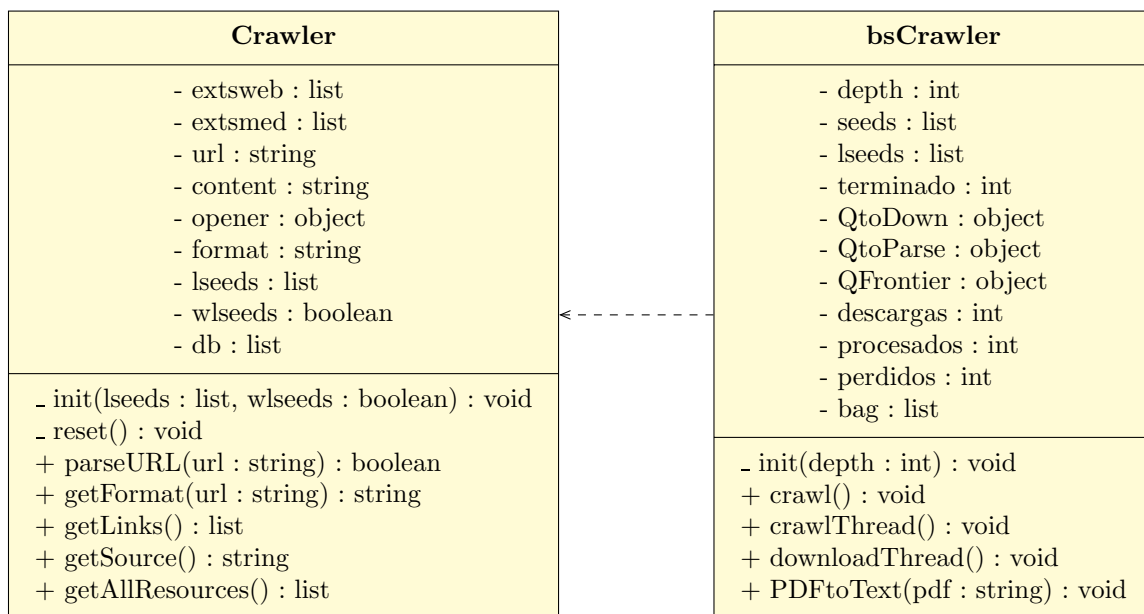 Crawler
- extsweb : list
- extsmed : list
- url : string
- content : string
- opener : object
- format : string
- lseeds : list
- wlseeds : boolean
- db : list
_ init(lseeds : list, wlseeds : boolean) : void
_ reset() : void
+ parseURL(url : string) : boolean
+ getFormat(url : string) : string
+ getLinks() : list
+ getSource() : string
+ getAllResources() : list
bsCrawler
- depth : int
- seeds : list
- lseeds : list
- terminado : int
- QtoDown : object
- QtoParse : object
- QFrontier : object
- descargas : int
- procesados : int
- perdidos : int
- bag : list
_ init(depth : int) : void
+ crawl() : void
+ crawlThread() : void
+ downloadThread() : void
+ PDFtoText(pdf : string) : void